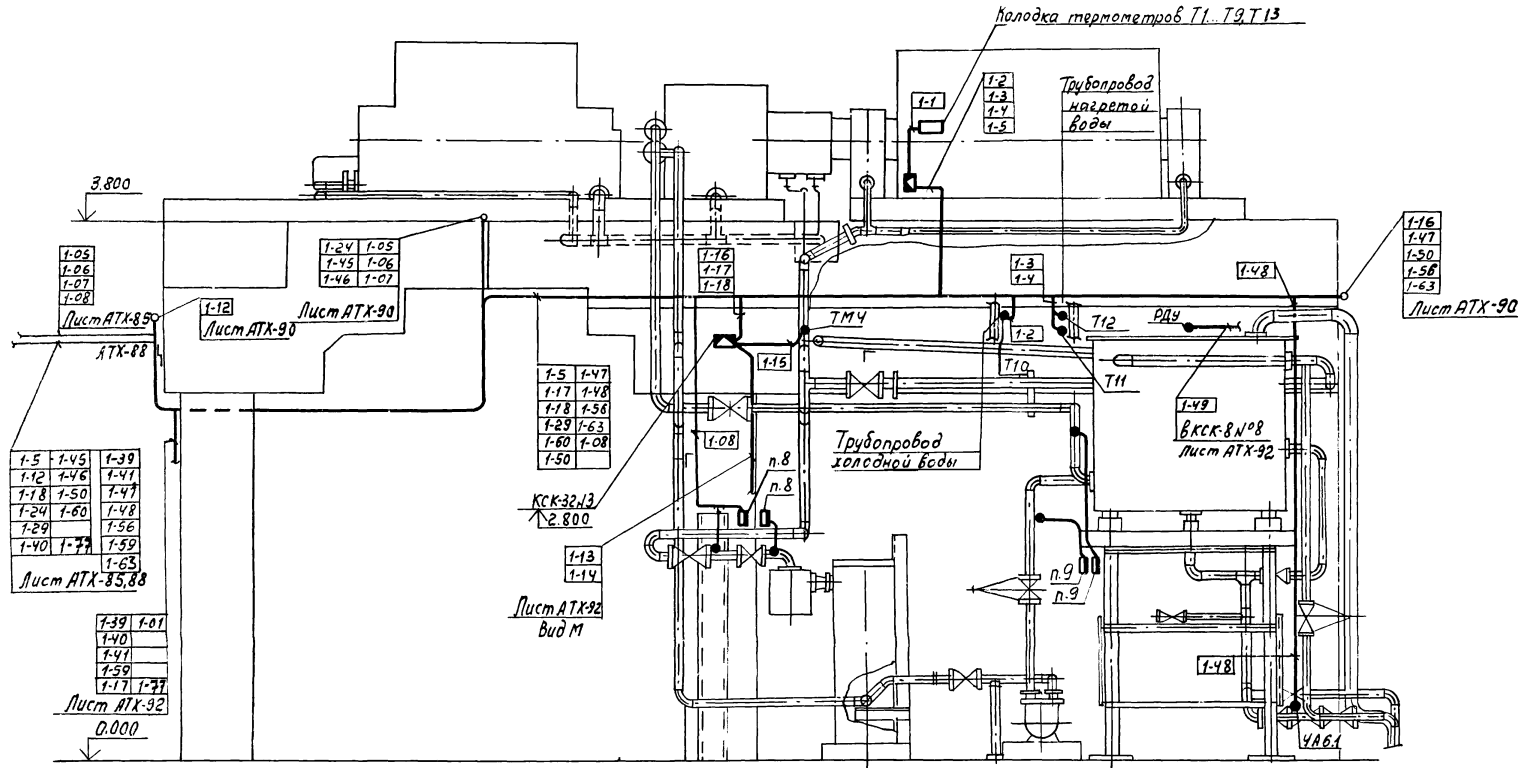 Колодка термометров Т1...Т9,Т13
1-1
1-2
1-3
1-4
1-5
Трубопровод
нагретой
воды
3.800
1-05
1-06
1-07
1-08
Лист АТХ-85
АТХ-88
1-12
Лист АТХ-90
1-24 1-05
1-45 1-06
1-46 1-07
Лист АТХ-90
1-16
1-17
1-18
1-3
1-4
1-48
1-16
1-47
1-50
1-56
1-63
Лист АТХ-90
ТМЧ
1-15
1-2
Т10
Т12
Т11
РДУ
1-49
в КСК-8 №8
Лист АТХ-92
1-5 1-47
1-17 1-48
1-18 1-56
1-29 1-63
1-60 1-08
1-50
1-08
Трубопровод
холодной воды
п.8
п.8
КСК-32№3
2.800
1-5 1-45 1-39
1-12 1-46 1-41
1-18 1-50 1-47
1-24 1-60 1-48
1-29 1-56
1-40 1-77 1-59
1-63
Лист АТХ-85,88
1-13
1-14
Лист АТХ-92
Вид М
п.9
п.9
1-39 1-01
1-40
1-41
1-59
1-17 1-77
Лист АТХ-92
1-48
0.000
ЧА6.1